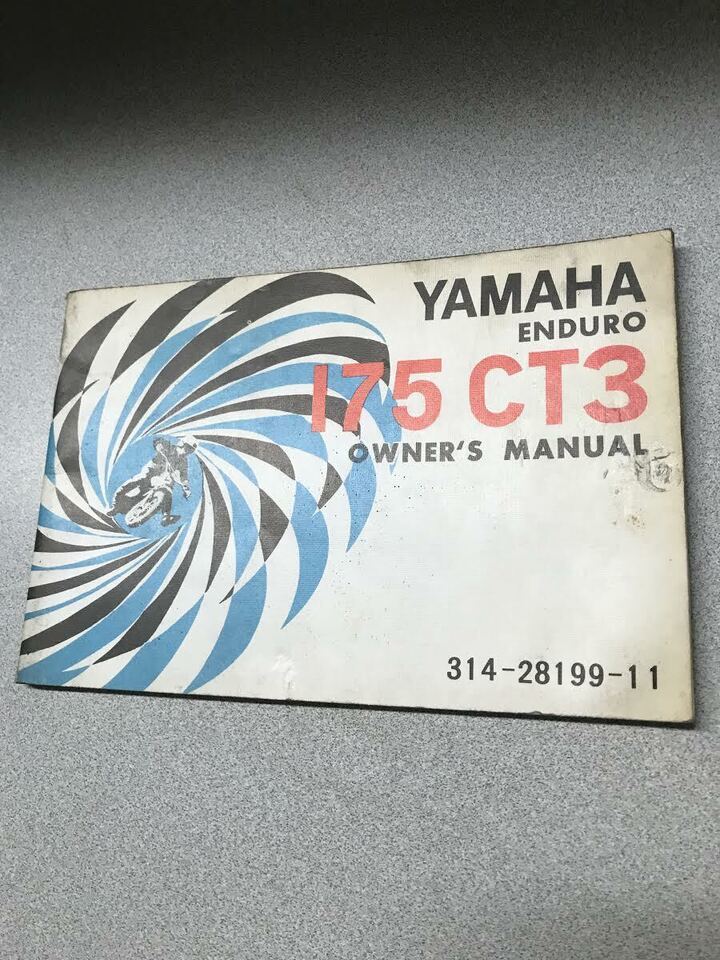 YAMAHA
ENDURO
175 CT3
OWNER'S MANUAL
314-28199-11